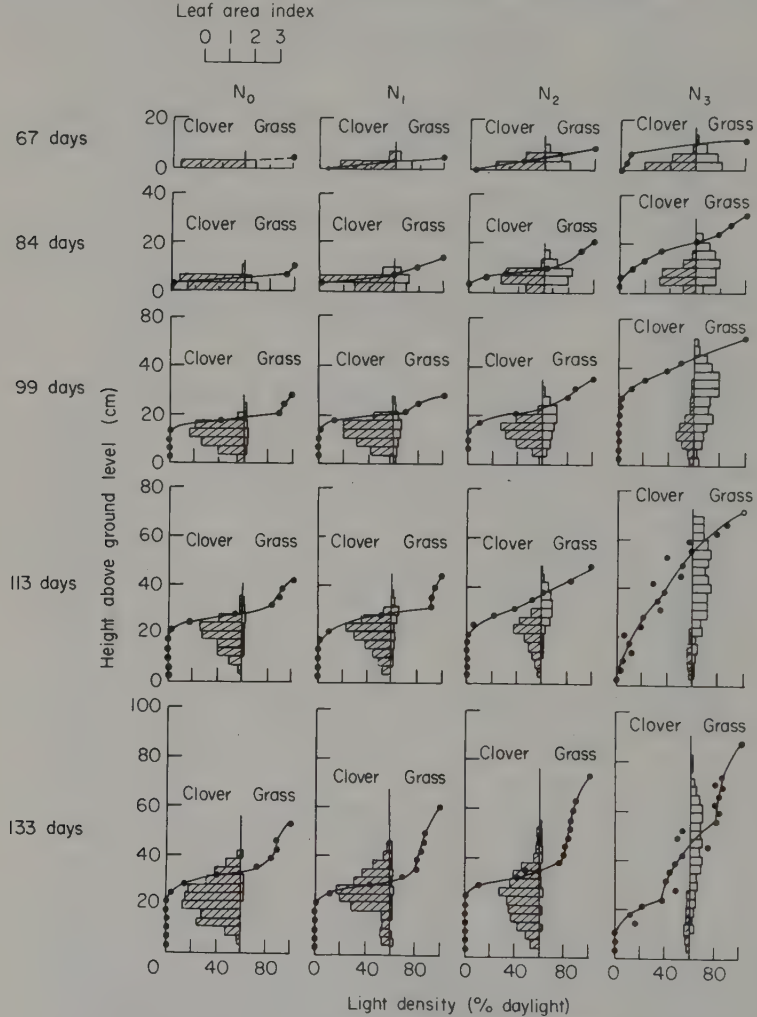 Leaf area index
0 1 2 3
N₀ N₁ N₂ N₃
67 days
20
0
Clover Grass
Clover Grass
Clover Grass
Clover Grass
84 days
40
20
0
Clover Grass
Clover Grass
Clover Grass
Clover Grass
99 days
80
40
20
0
Clover Grass
Clover Grass
Clover Grass
Clover Grass
113 days
80
60
40
20
0
Clover Grass
Clover Grass
Clover Grass
Clover Grass
133 days
100
80
60
40
20
0
Clover Grass
Clover Grass
Clover Grass
Clover Grass
Height above ground level (cm)
0 40 80 0 40 80 0 40 80 0 40 80
Light density (% daylight)